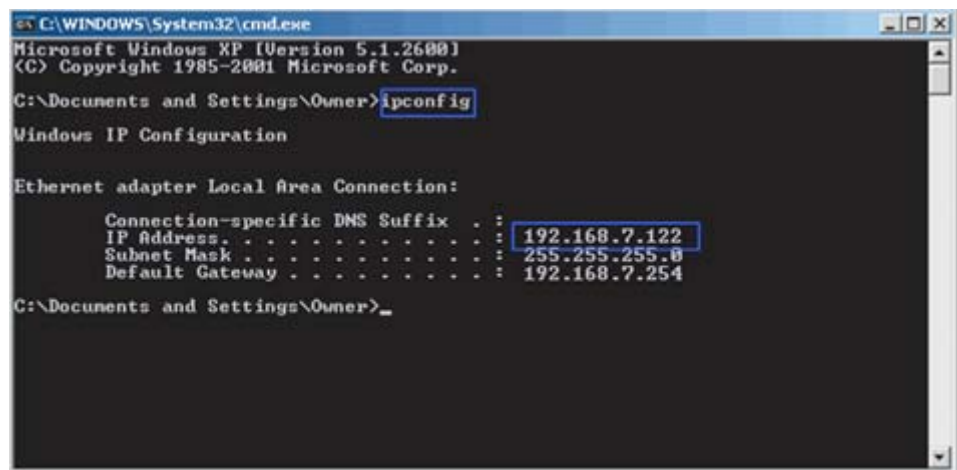 C:\WINDOWS\System32\cmd.exe
Microsoft Windows XP [Version 5.1.2600]
(C) Copyright 1985-2001 Microsoft Corp.
C:\Documents and Settings\Owner>ipconfig
Windows IP Configuration
Ethernet adapter Local Area Connection:
Connection-specific DNS Suffix . :
IP Address. . . . . . . . . . . . : 192.168.7.122
Subnet Mask . . . . . . . . . . . : 255.255.255.0
Default Gateway . . . . . . . . . : 192.168.7.254
C:\Documents and Settings\Owner>_